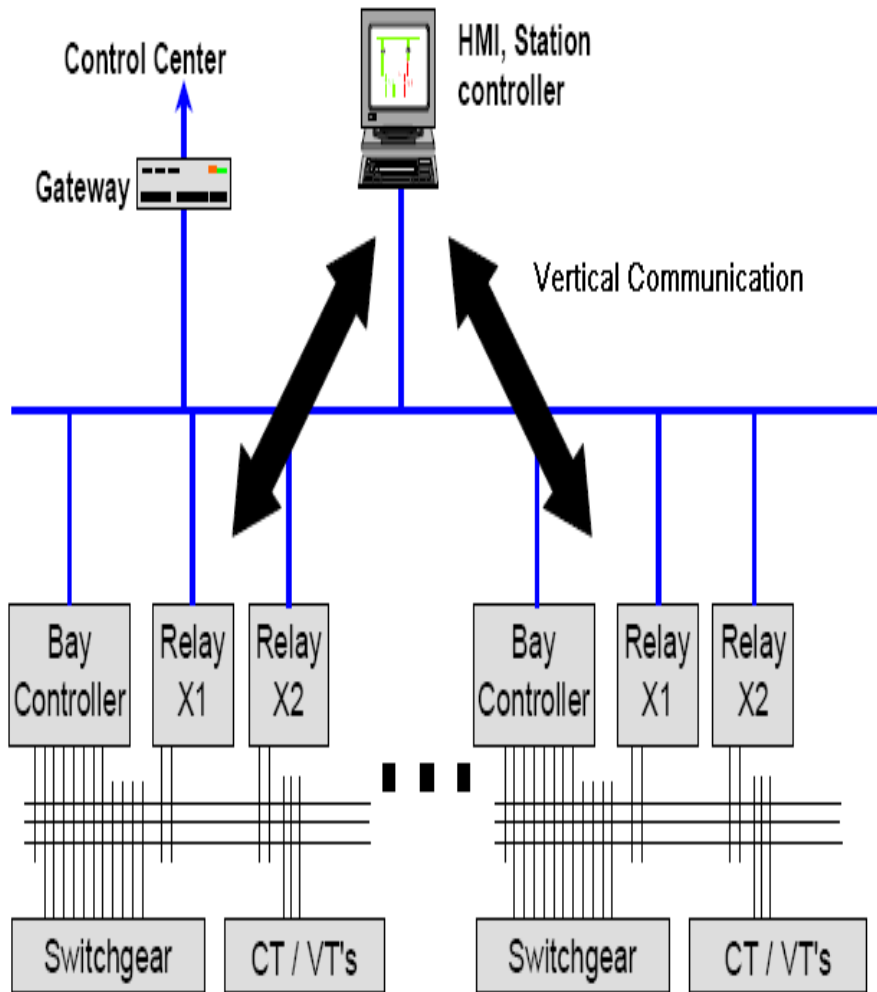 HMI, Station
controller
Control Center
Gateway
Vertical Communication
Bay
Controller
Relay
X1
Relay
X2
Bay
Controller
Relay
X1
Relay
X2
Switchgear
CT / VT's
Switchgear
CT / VT's